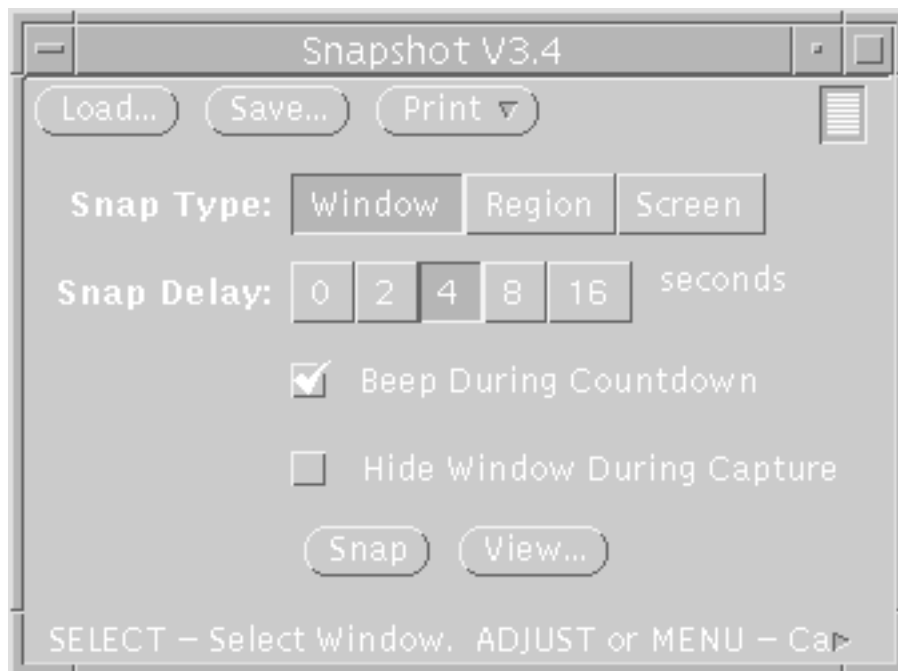 Snapshot V3.4
Load... Save... Print
Snap Type: Window Region Screen
Snap Delay: 0 2 4 8 16 seconds
Beep During Countdown
Hide Window During Capture
Snap View...
SELECT – Select Window. ADJUST or MENU –